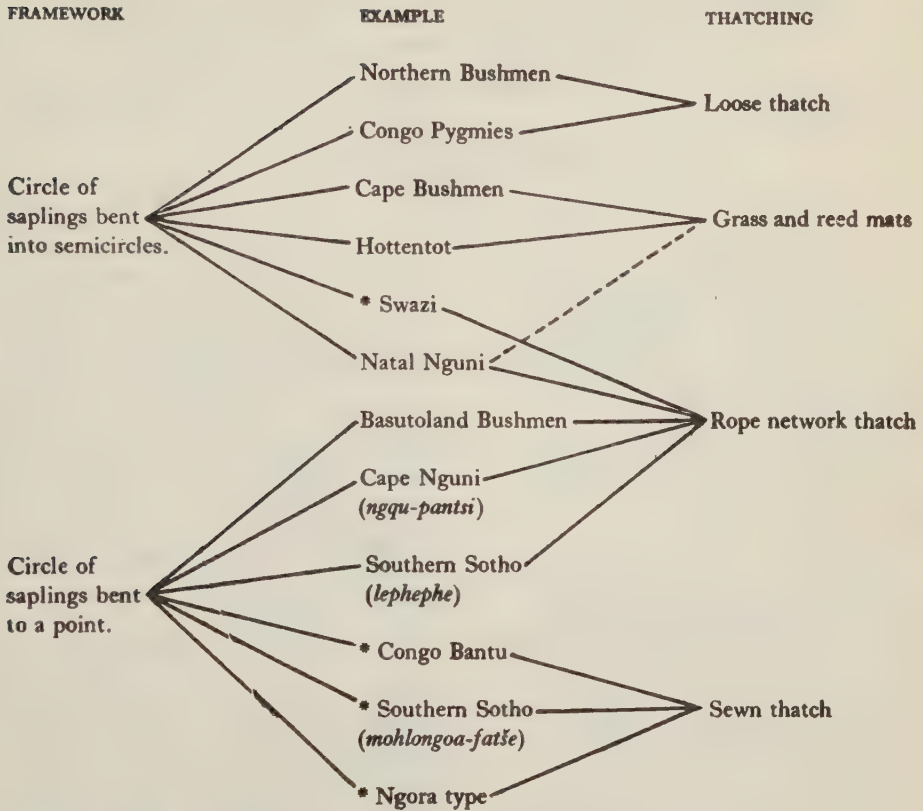 FRAMEWORK EXAMPLE THATCHING
Northern Bushmen
Loose thatch
Congo Pygmies
Circle of
saplings bent
into semicircles.
Cape Bushmen
Grass and reed mats
Hottentot
* Swazi
Natal Nguni
Basutoland Bushmen
Rope network thatch
Cape Nguni
(ngqu-pantsi)
Circle of
saplings bent
to a point.
Southern Sotho
(lephephe)
* Congo Bantu
* Southern Sotho
(mohlongoa-fatše)
Sewn thatch
* Ngora type